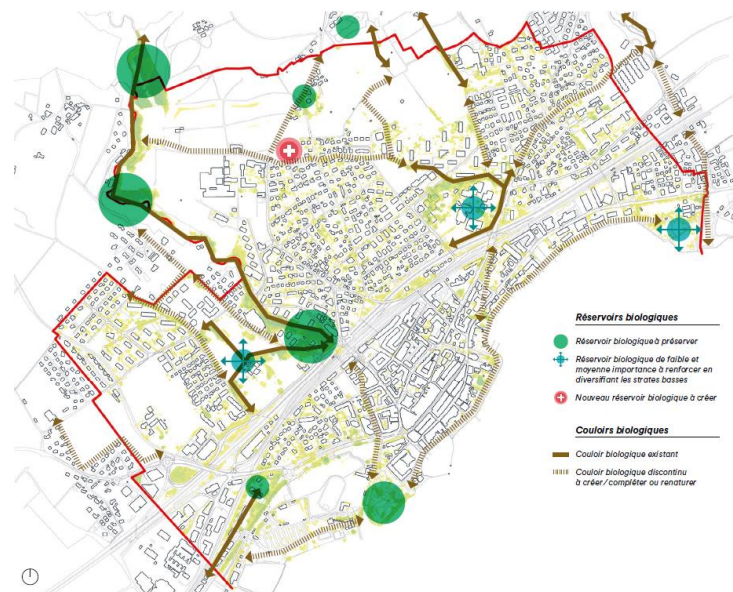 Réservoirs biologiques
Réservoir biologique à préserver
Réservoir biologique de faible et
moyenne importance à renforcer en
diversifiant les strates basses
Nouveau réservoir biologique à créer
Couloirs biologiques
Couloir biologique existant
Couloir biologique discontinu
à créer/compléter ou renaturer